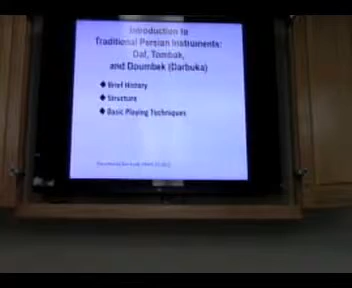 Introduction to
Traditional Persian Instruments:
Daf, Tombak,
and Doumbek (Darbuka)
◆ Brief History
◆ Structure
◆ Basic Playing Techniques